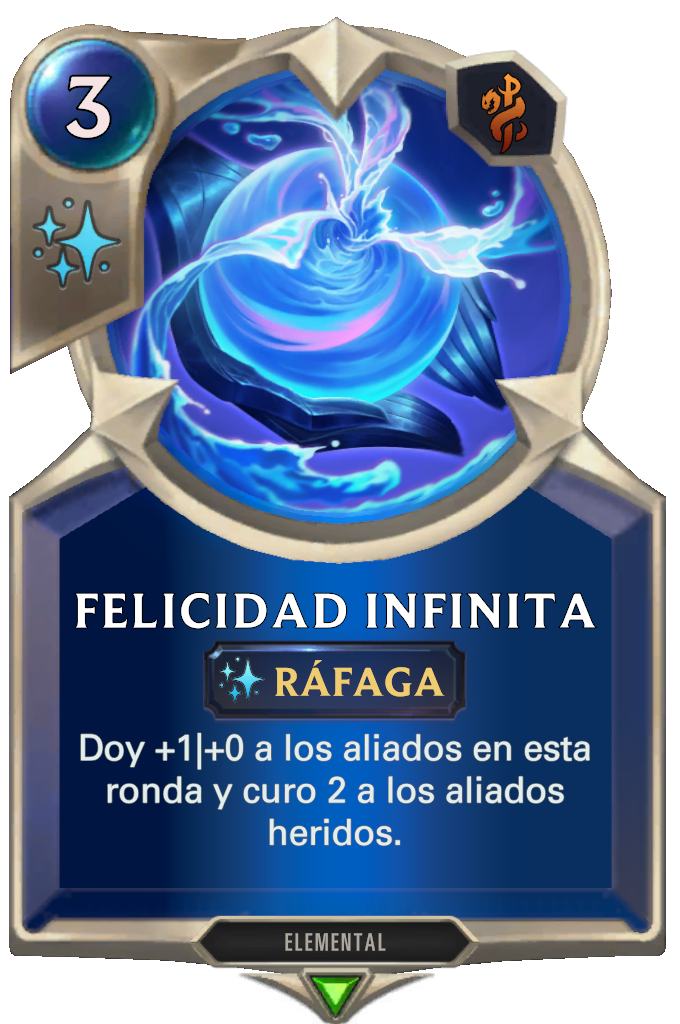 3
FELICIDAD INFINITA
RÁFAGA
Doy +1|+0 a los aliados en esta
ronda y curo 2 a los aliados
heridos.
ELEMENTAL